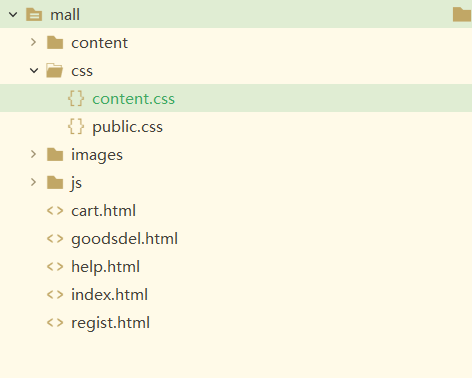 mall
content
css
content.css
public.css
images
js
cart.html
goodsdel.html
help.html
index.html
regist.html